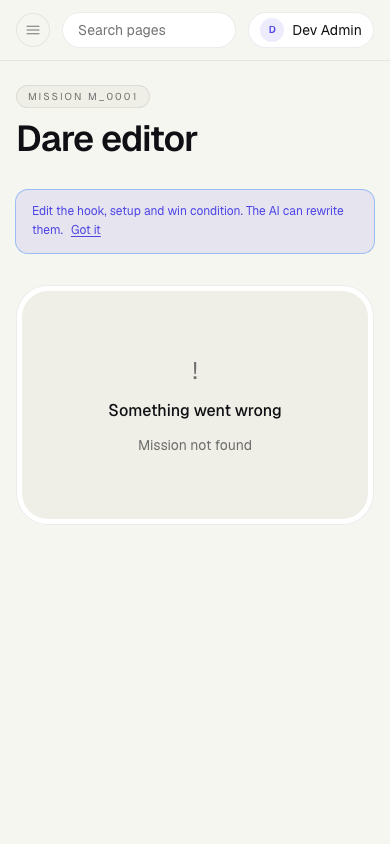 Search pages
D
Dev Admin
MISSION M_0001
Dare editor
Edit the hook, setup and win condition. The AI can rewrite
them. Got it
!
Something went wrong
Mission not found